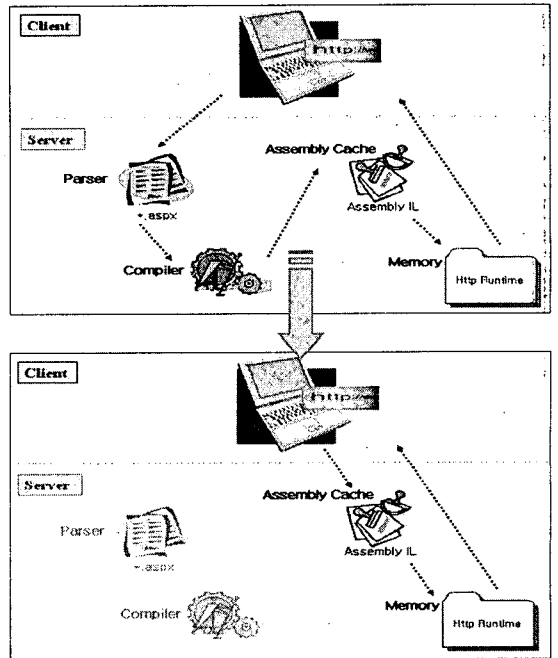 Client
http://
Server
Assembly Cache
Parser
*.aspx
Assembly IL
Compiler
Memory
Http Runtime
Client
http://
Server
Assembly Cache
Parser
*.aspx
Assembly IL
Compiler
Memory
Http Runtime